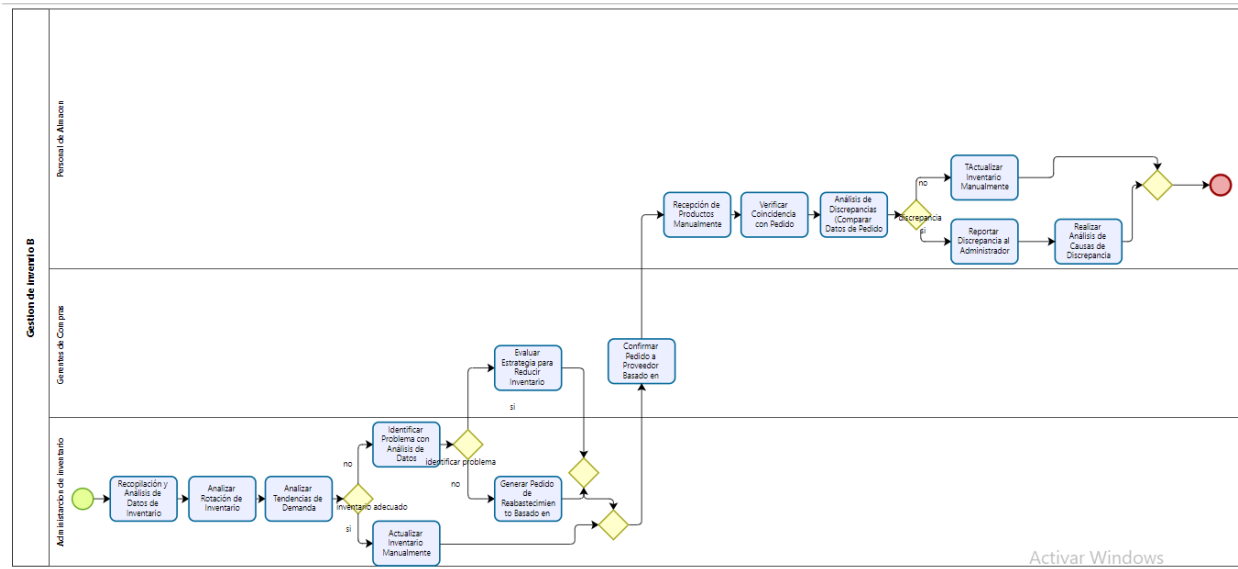 Gestion de invenrio B
Personal de Almacen
Gerentes de Compras
Administarcion de inventario
TActualizar
Inventario
Manualmente
Recepción de
Productos
Manualmente
Verificar
Coincidencia
con Pedido
Análisis de
Discrepancias
(Comparar
Datos de Pedido
no
discrepancia
si
Reportar
Discrepancia al
Administrador
Realizar
Análisis de
Causas de
Discrepancia
Evaluar
Estrategia para
Reducir
Inventario
si
Confirmar
Pedido a
Proveedor
Basado en
Recopilación y
Análisis de
Datos de
Inventario
Analizar
Rotación de
Inventario
Analizar
Tendencias de
Demanda
no
inventario adecuado
si
Identificar
Problema con
Análisis de
Datos
identificar problema
no
Generar Pedido
de
Reabastecimien
to Basado en
Actualizar
Inventario
Manualmente
Activar Windows